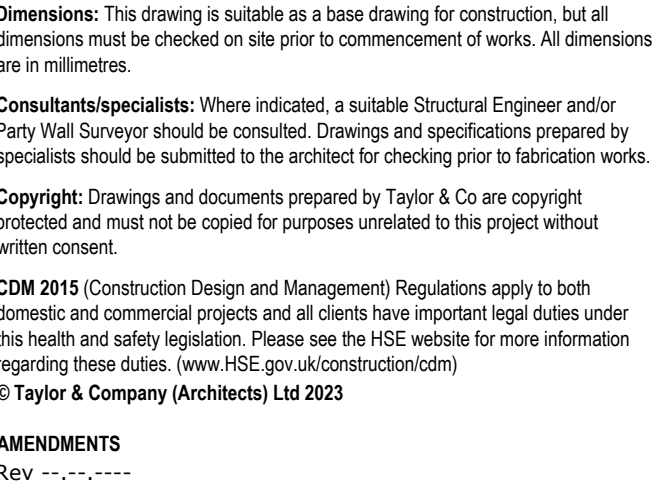 Dimensions: This drawing is suitable as a base drawing for construction, but all
dimensions must be checked on site prior to commencement of works. All dimensions
are in millimetres.
Consultants/specialists: Where indicated, a suitable Structural Engineer and/or
Party Wall Surveyor should be consulted. Drawings and specifications prepared by
specialists should be submitted to the architect for checking prior to fabrication works.
Copyright: Drawings and documents prepared by Taylor & Co are copyright
protected and must not be copied for purposes unrelated to this project without
written consent.
CDM 2015 (Construction Design and Management) Regulations apply to both
domestic and commercial projects and all clients have important legal duties under
this health and safety legislation. Please see the HSE website for more information
regarding these duties. (www.HSE.gov.uk/construction/cdm)
© Taylor & Company (Architects) Ltd 2023
AMENDMENTS
Rev --.--.----